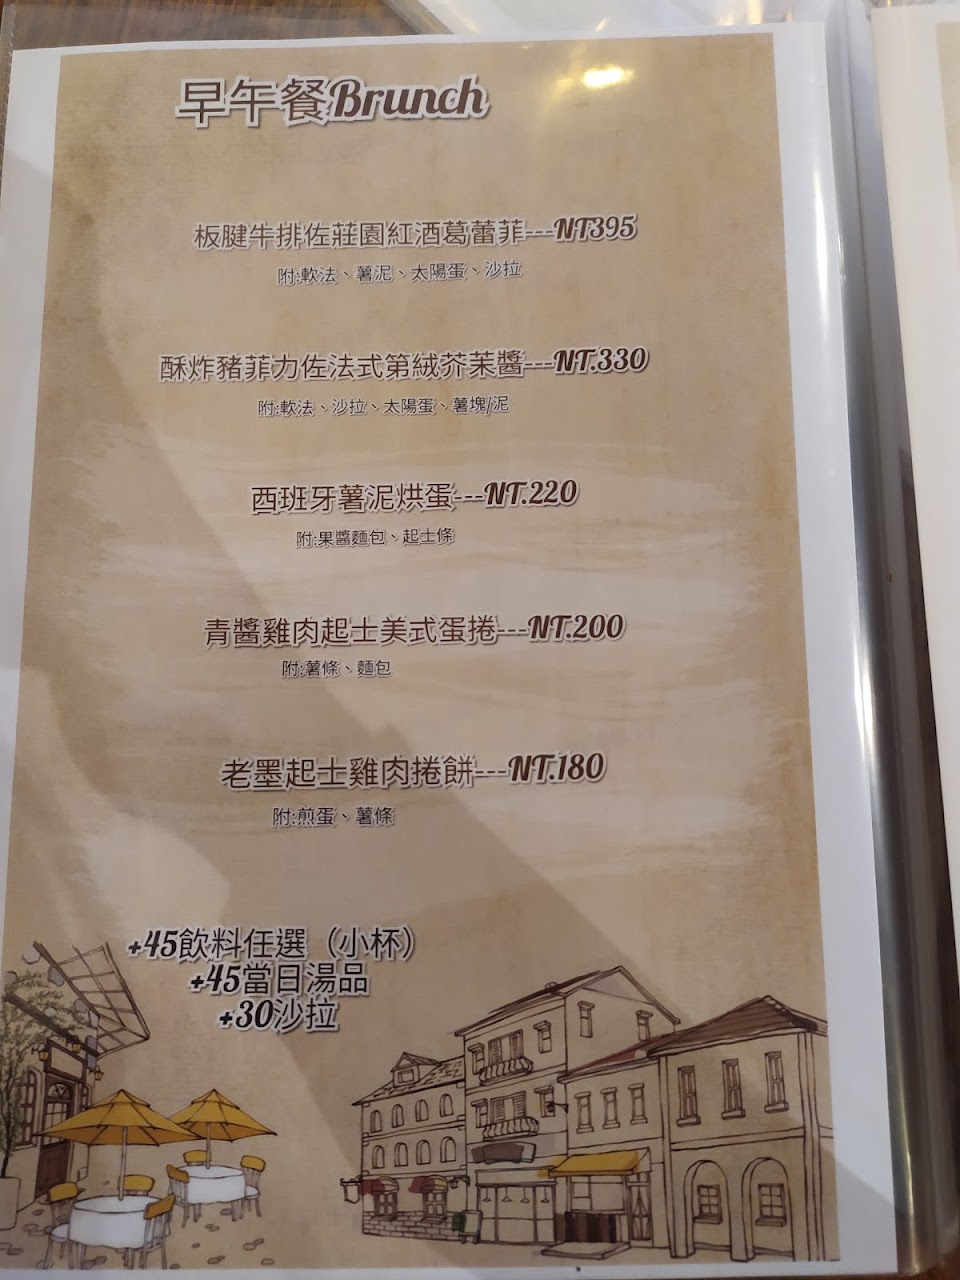 早午餐Brunch
板腱牛排佐莊園紅酒葛蕾菲---NT395
附:軟法、薯泥、太陽蛋、沙拉
酥炸豬菲力佐法式第絨芥茉醬---NT.330
附:軟法、沙拉、太陽蛋、薯塊/泥
西班牙薯泥烘蛋---NT.220
附:果醬麵包、起士條
青醬雞肉起士美式蛋捲---NT.200
附:薯條、麵包
老墨起士雞肉捲餅---NT.180
附:煎蛋、薯條
+45飲料任選（小杯）
+45當日湯品
+30沙拉